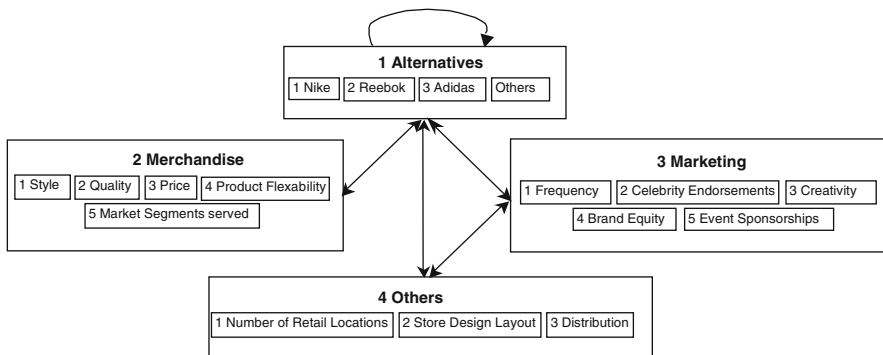 1 Alternatives
1 Nike 2 Reebok 3 Adidas Others
2 Merchandise
1 Style 2 Quality 3 Price 4 Product Flexability
5 Market Segments served
3 Marketing
1 Frequency 2 Celebrity Endorsements 3 Creativity
4 Brand Equity 5 Event Sponsorships
4 Others
1 Number of Retail Locations 2 Store Design Layout 3 Distribution